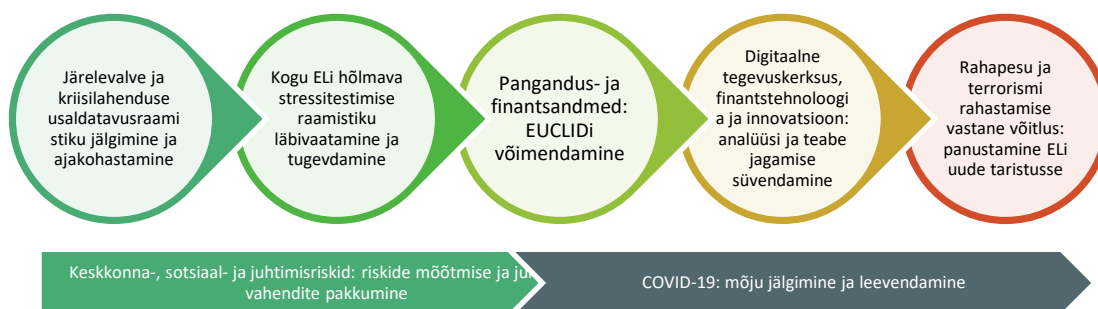 Järelevalve ja
kriisilahenduse
usaldatavusraami
stiku jälgimine ja
ajakohastamine
Kogu ELi hõlmava
stressitestimise
raamistiku
läbivaatamine ja
tugevdamine
Pangandus- ja
finantsandmed:
EUCLIDi
võimendamine
Digitaalne
tegevuskerksus,
finantstehnoloogi
a ja innovatsioon:
analüüsi ja teabe
jagamise
süvendamine
Rahapesu ja
terrorismi
rahastamise
vastane võitlus:
panustamine ELi
uude taristusse
Keskkonna-, sotsiaal- ja juhtimisriskid: riskide mõõtmise ja
vahendite pakkumine
COVID-19: mõju jälgimine ja leevendamine